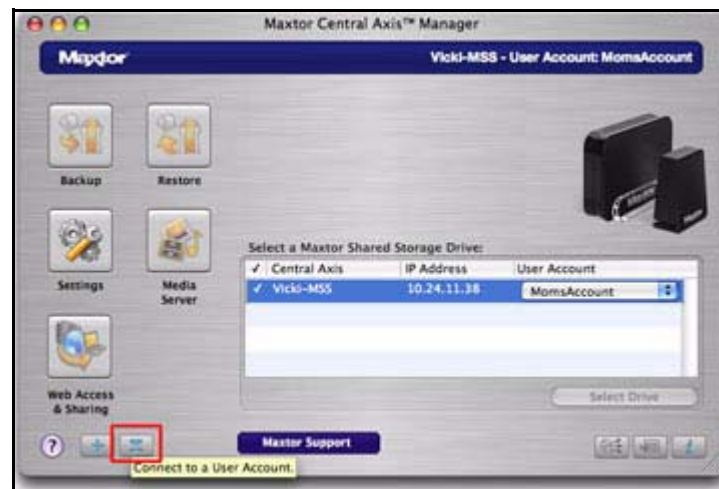 Maxtor Central Axis™ Manager
Maxtor
Vicki-MSS - User Account: MomsAccount
Backup
Restore
Settings
Media
Server
Web Access
& Sharing
Select a Maxtor Shared Storage Drive:
✓ Central Axis IP Address User Account
✓ Vicki-MSS 10.24.11.38 MomsAccount
Select Drive
?
Maxtor Support
i
Connect to a User Account.